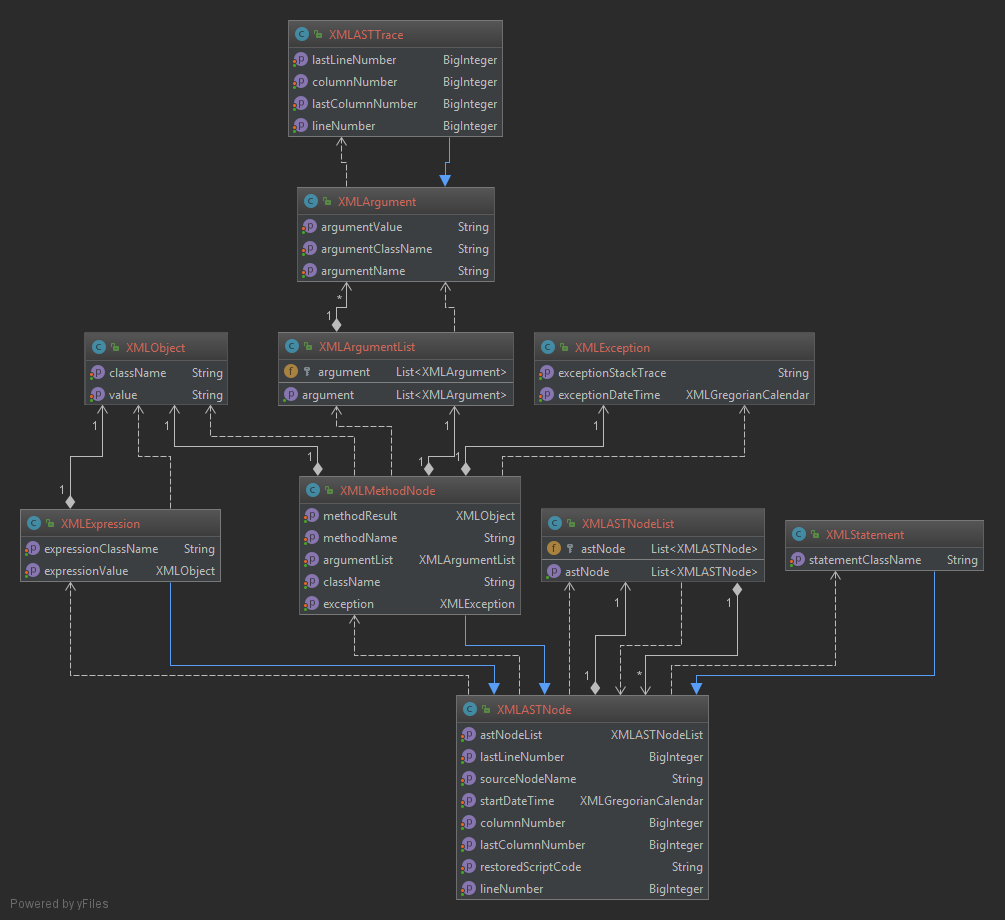 XMLASTTrace
lastLineNumber BigInteger
columnNumber BigInteger
lastColumnNumber BigInteger
lineNumber BigInteger
XMLArgument
argumentValue String
argumentClassName String
argumentName String
*
1
XMLObject
className String
value String
XMLArgumentList
argument List<XMLArgument>
argument List<XMLArgument>
XMLException
exceptionStackTrace String
exceptionDateTime XMLGregorianCalendar
1
1
1
1
1
1
1
1
XMLExpression
expressionClassName String
expressionValue XMLObject
XMLMethodNode
methodResult XMLObject
methodName String
argumentList XMLArgumentList
className String
exception XMLException
XMLASTNodeList
astNode List<XMLASTNode>
astNode List<XMLASTNode>
XMLStatement
statementClassName String
1
1
1
*
XMLASTNode
astNodeList XMLASTNodeList
lastLineNumber BigInteger
sourceNodeName String
startDateTime XMLGregorianCalendar
columnNumber BigInteger
lastColumnNumber BigInteger
restoredScriptCode String
lineNumber BigInteger
Powered by yFiles